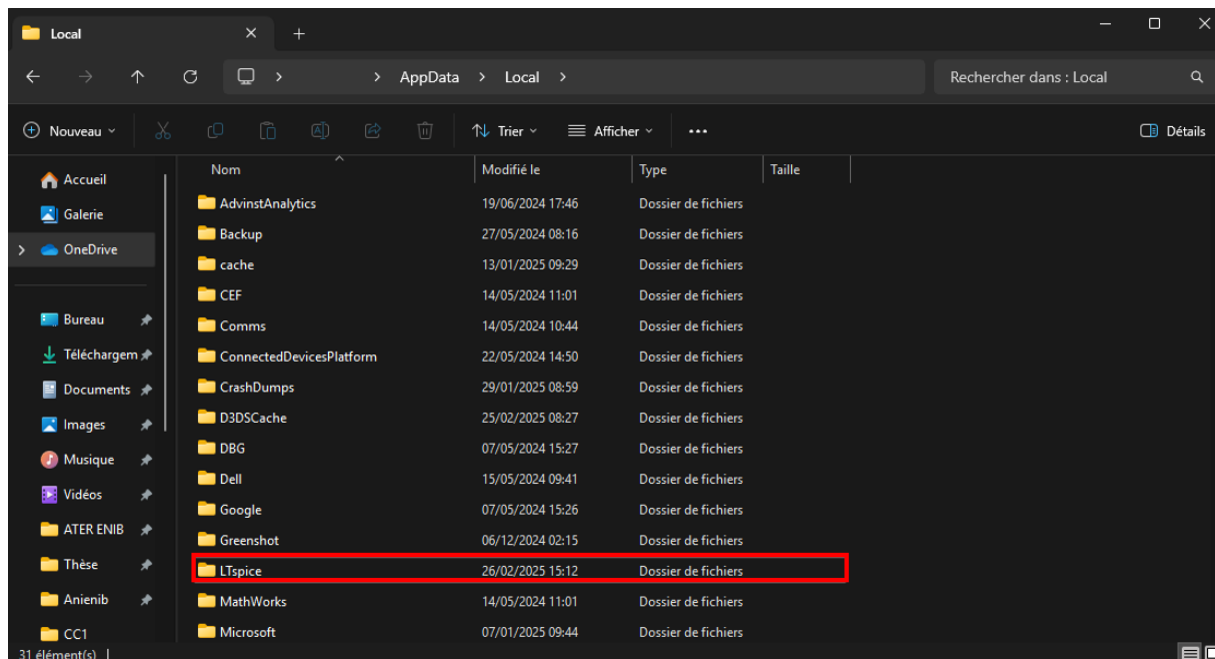 Local
AppData > Local >
Rechercher dans : Local
Nouveau
Trier
Afficher
Détails
Nom Modifié le Type Taille
Accueil
Galerie
OneDrive
Bureau
Téléchargem
Documents
Images
Musique
Vidéos
ATER ENIB
Thèse
Anienib
CC1
AdvinstAnalytics 19/06/2024 17:46 Dossier de fichiers
Backup 27/05/2024 08:16 Dossier de fichiers
cache 13/01/2025 09:29 Dossier de fichiers
CEF 14/05/2024 11:01 Dossier de fichiers
Comms 14/05/2024 10:44 Dossier de fichiers
ConnectedDevicesPlatform 22/05/2024 14:50 Dossier de fichiers
CrashDumps 29/01/2025 08:59 Dossier de fichiers
D3DSCache 25/02/2025 08:27 Dossier de fichiers
DBG 07/05/2024 15:27 Dossier de fichiers
Dell 15/05/2024 09:41 Dossier de fichiers
Google 07/05/2024 15:26 Dossier de fichiers
Greenshot 06/12/2024 02:15 Dossier de fichiers
LTspice 26/02/2025 15:12 Dossier de fichiers
MathWorks 14/05/2024 11:01 Dossier de fichiers
Microsoft 07/01/2025 09:44 Dossier de fichiers
31 élément(s)